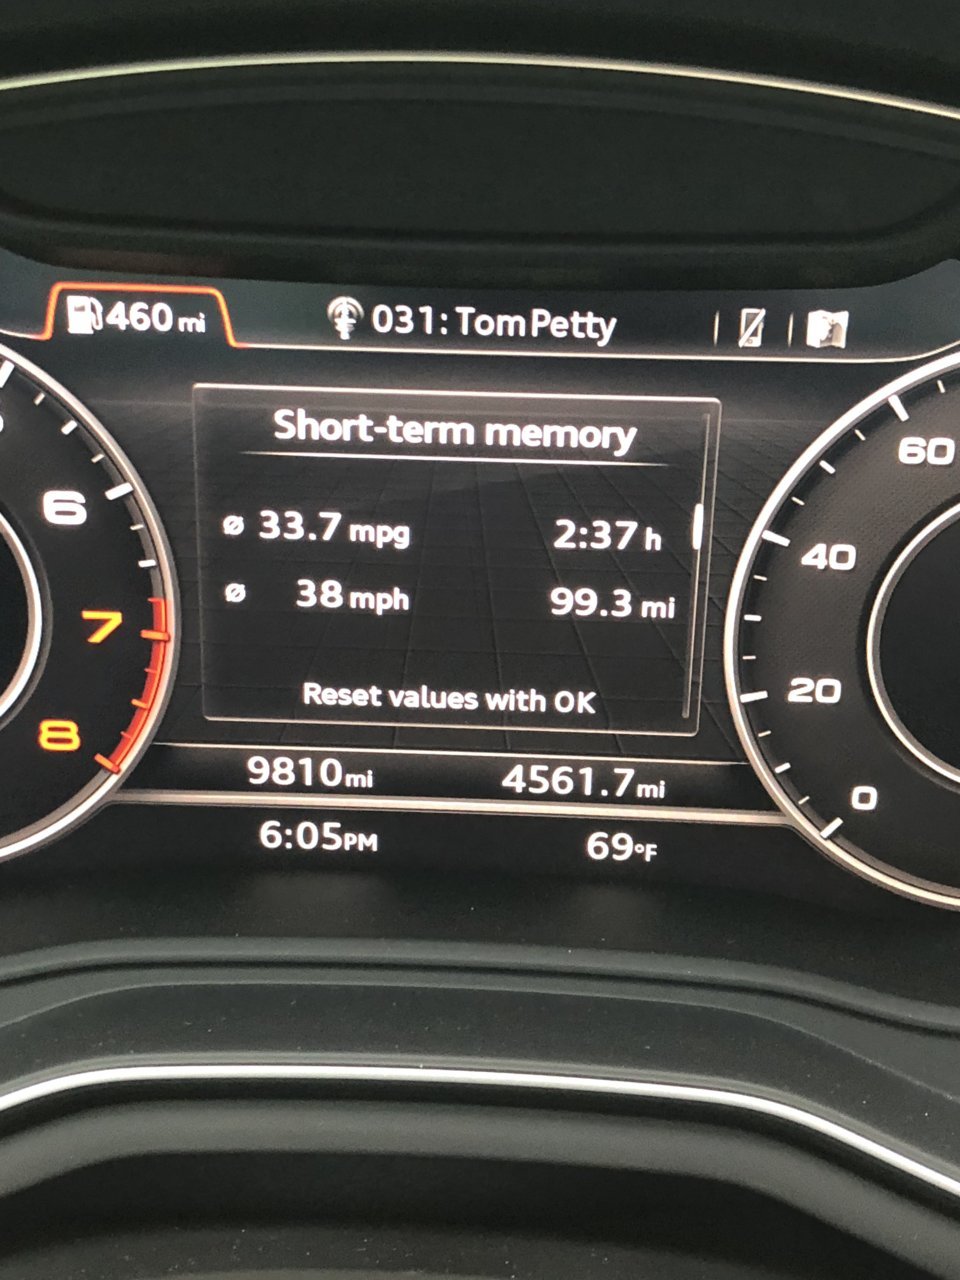 460 mi 031: Tom Petty
Short-term memory
ø 33.7 mpg 2:37 h
ø 38 mph 99.3 mi
Reset values with OK
9810 mi 4561.7 mi
6:05 PM 69°F
6
7
8
60
40
20
0